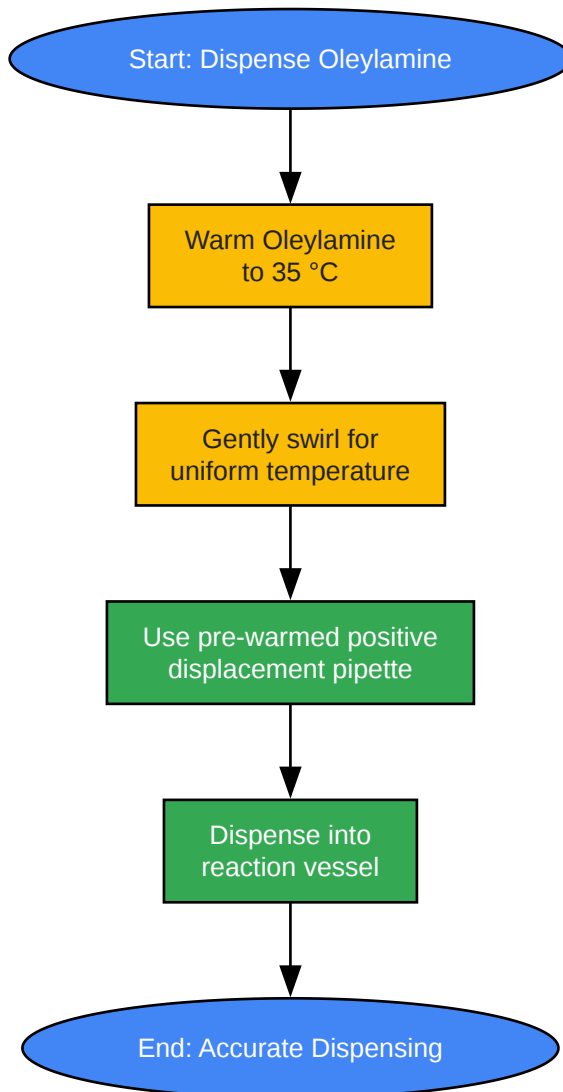 Start: Dispense Oleylamine
Warm Oleylamine
to 35 °C
Gently swirl for
uniform temperature
Use pre-warmed positive
displacement pipette
Dispense into
reaction vessel
End: Accurate Dispensing